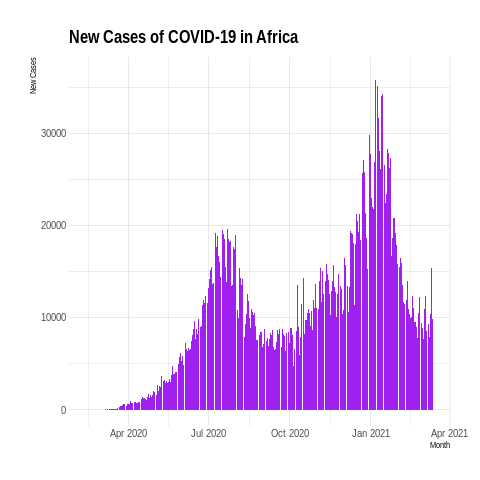 New Cases of COVID-19 in Africa
New Cases
30000
20000
10000
0
Apr 2020 Jul 2020 Oct 2020 Jan 2021 Apr 2021
Month